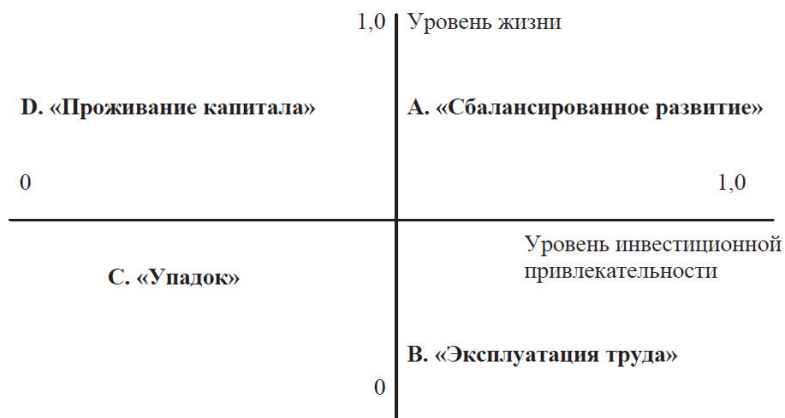 1,0 Уровень жизни
D. «Проживание капитала» A. «Сбалансированное развитие»
0 1,0
Уровень инвестиционной
привлекательности
C. «Упадок»
B. «Эксплуатация труда»
0